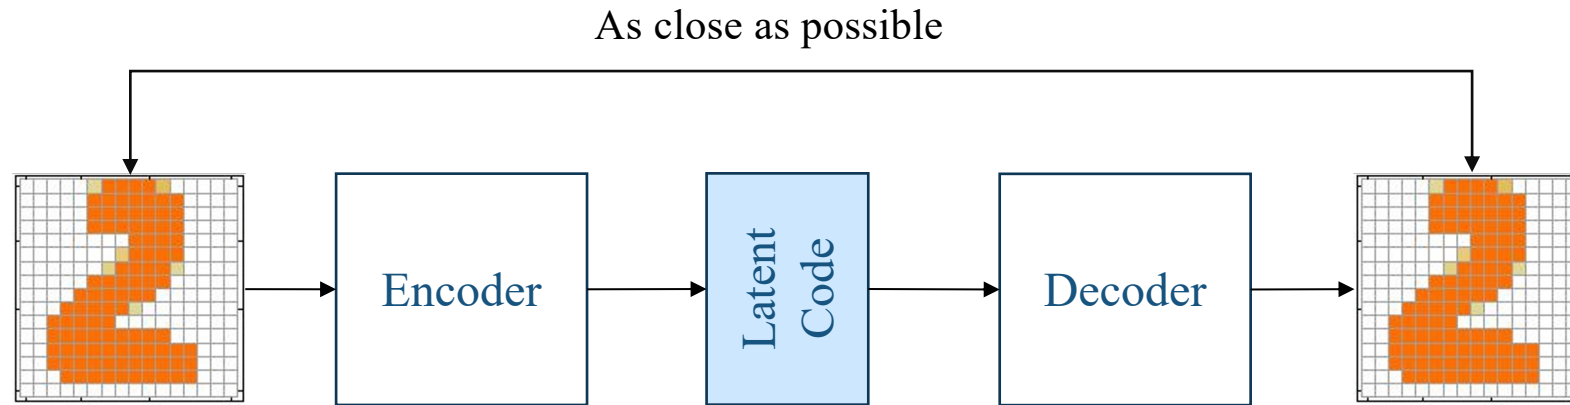 As close as possible
Encoder
Latent
Code
Decoder